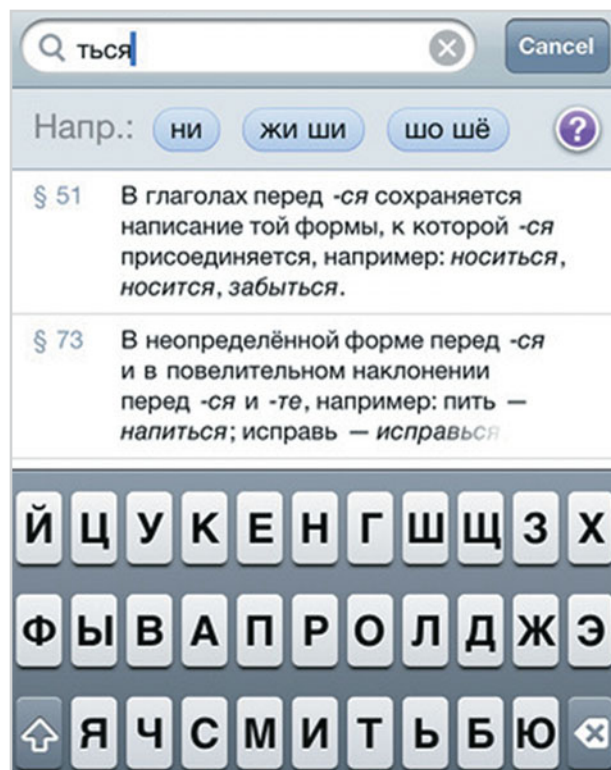 ться
Cancel
Напр.: ни жи ши шо шё ?
§ 51 В глаголах перед -ся сохраняется
написание той формы, к которой -ся
присоединяется, например: носиться,
носится, забыться.
§ 73 В неопределённой форме перед -ся
и в повелительном наклонении
перед -ся и -те, например: пить —
напиться; исправь — исправься
Й Ц У К Е Н Г Ш Щ З Х
Ф Ы В А П Р О Л Д Ж Э
Я Ч С М И Т Ь Б Ю